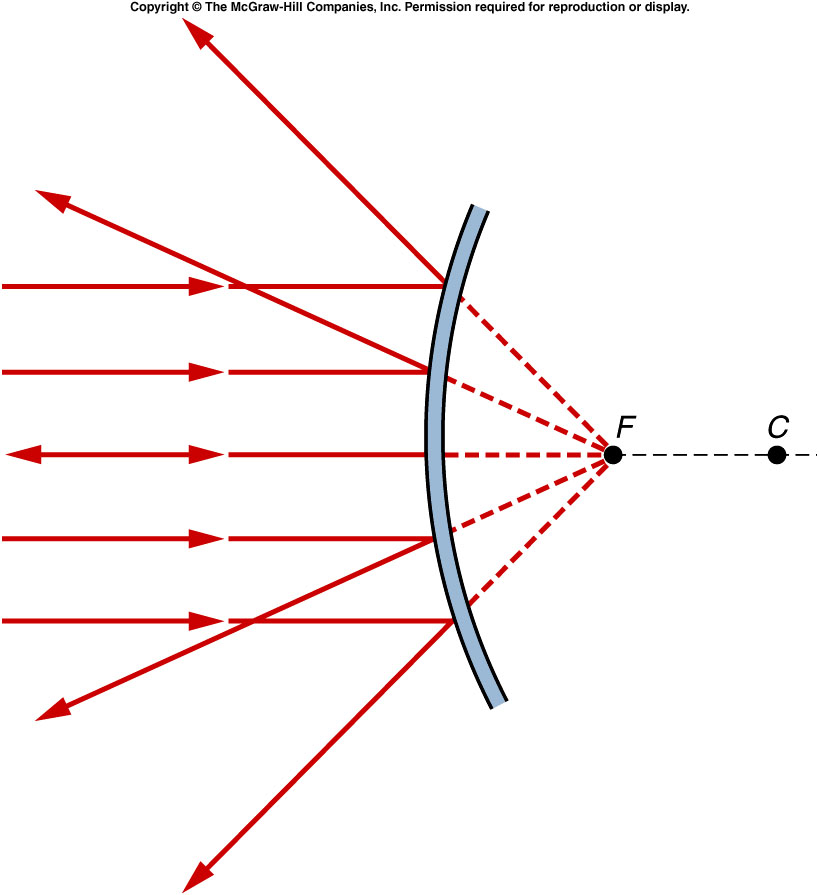 Copyright © The McGraw-Hill Companies, Inc. Permission required for reproduction or display.
F
C